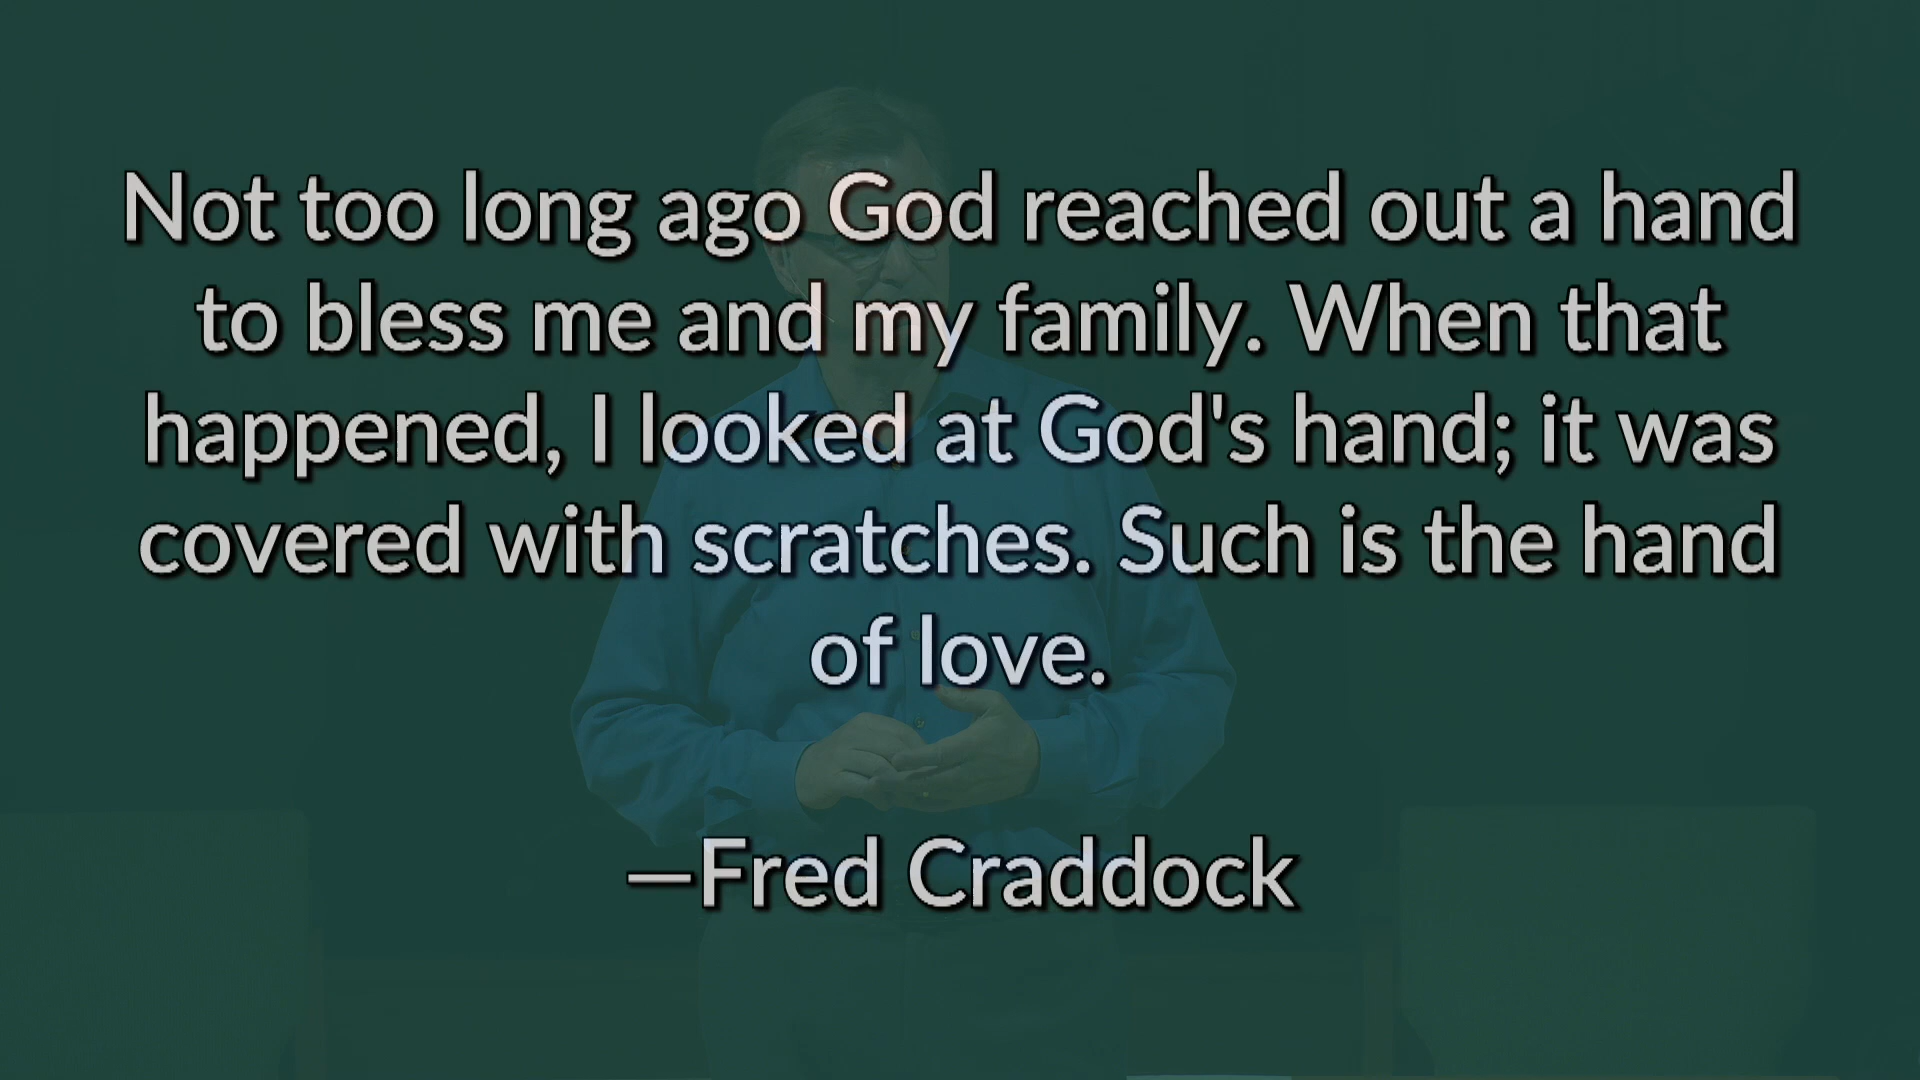 Not too long ago God reached out a hand
to bless me and my family. When that
happened, I looked at God's hand; it was
covered with scratches. Such is the hand
of love.
—Fred Craddock